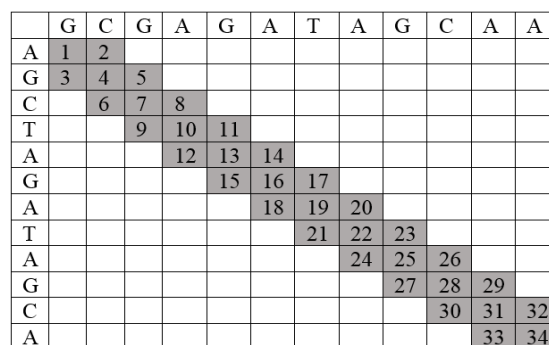 G C G A G A T A G C A A
A 1 2
G 3 4 5
C 6 7 8
T 9 10 11
A 12 13 14
G 15 16 17
A 18 19 20
T 21 22 23
A 24 25 26
G 27 28 29
C 30 31 32
A 33 34